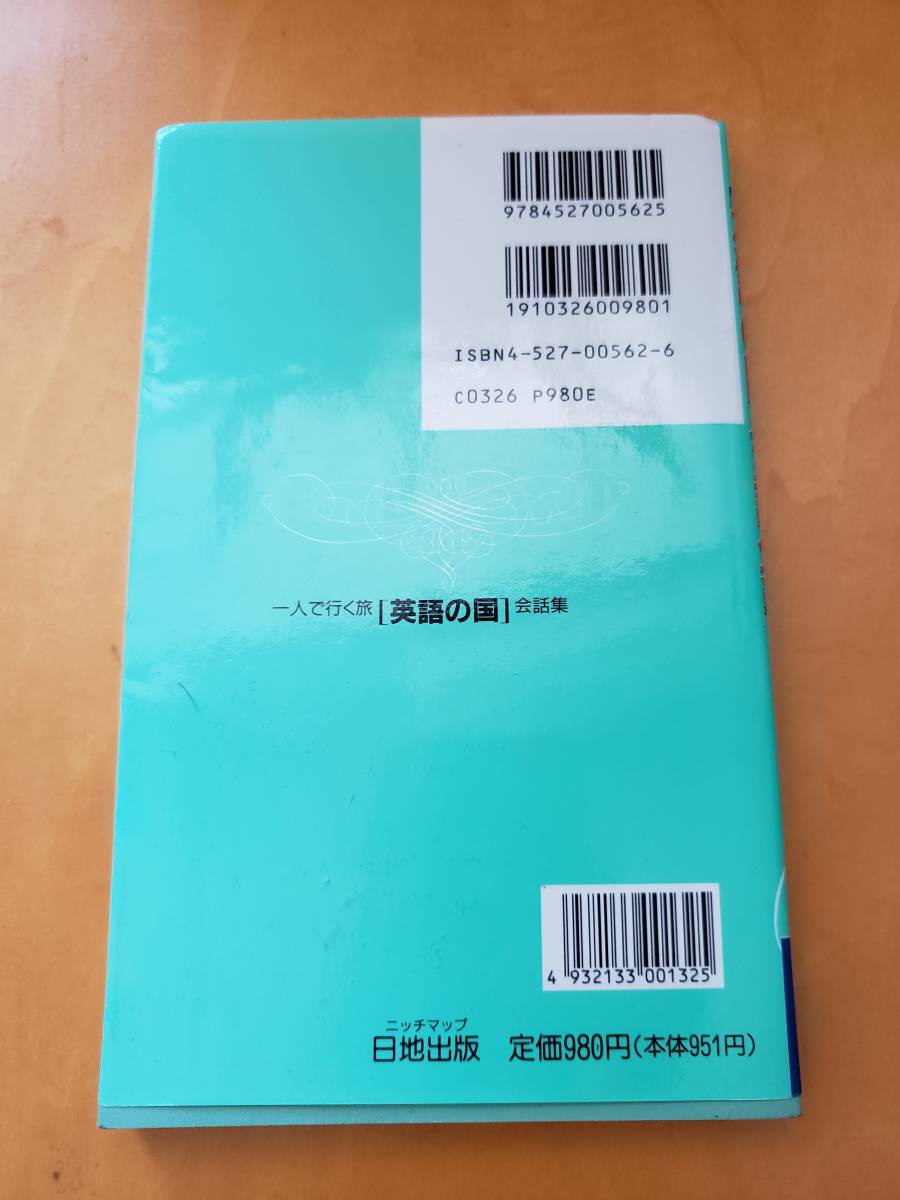 9784527005625
1910326009801
ISBN4-527-00562-6
C0326 P980E
一人で行く旅[英語の国]会話集
4 932133 001325
ニッチマップ
日地出版 定価980円(本体951円)